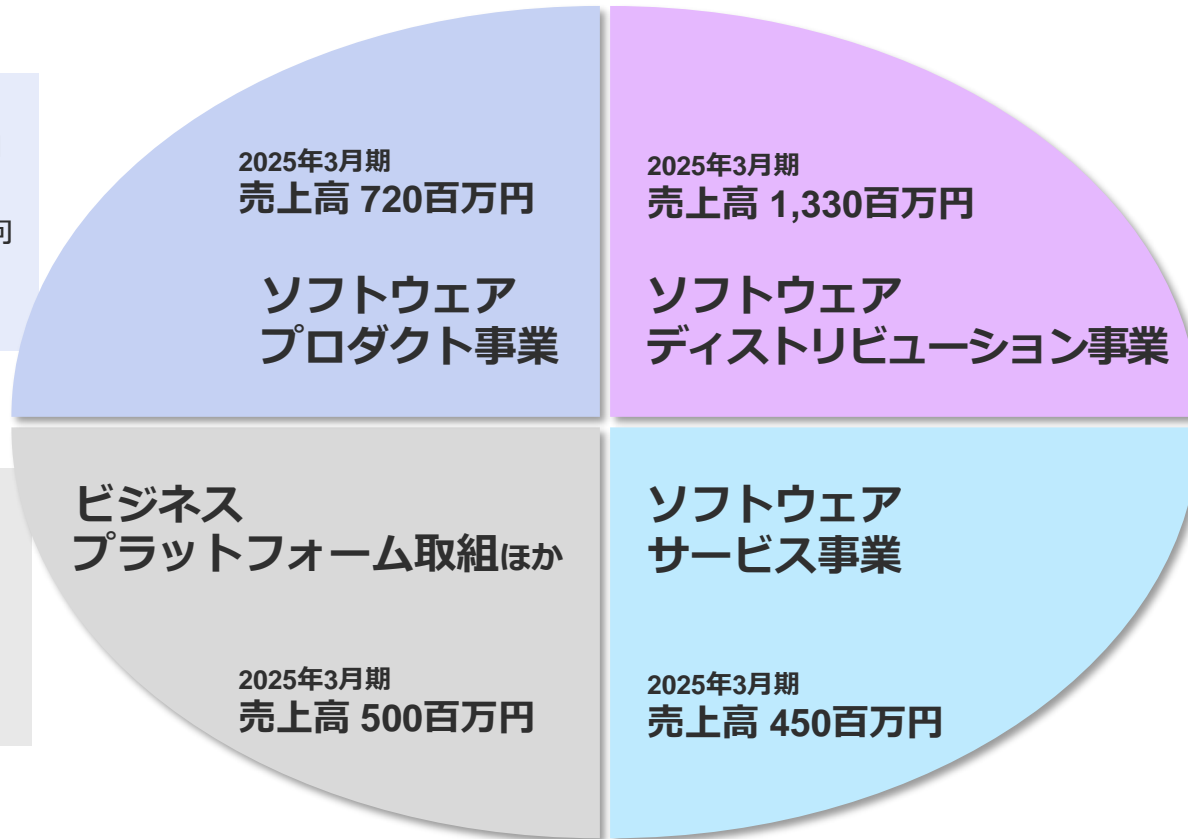 2025年3月期
売上高 720百万円
ソフトウェア
プロダクト事業
2025年3月期
売上高 1,330百万円
ソフトウェア
ディストリビューション事業
ビジネス
プラットフォーム取組ほか
2025年3月期
売上高 500百万円
ソフトウェア
サービス事業
2025年3月期
売上高 450百万円